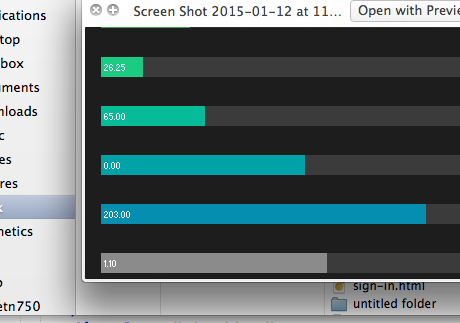 Screen Shot 2015-01-12 at 11...
Open with Previe
ications
top
box
uments
nloads
c
es
res
k
netics
o
etn750
26.25
65.00
0.00
203.00
1.10
sign-in.html
untitled folder